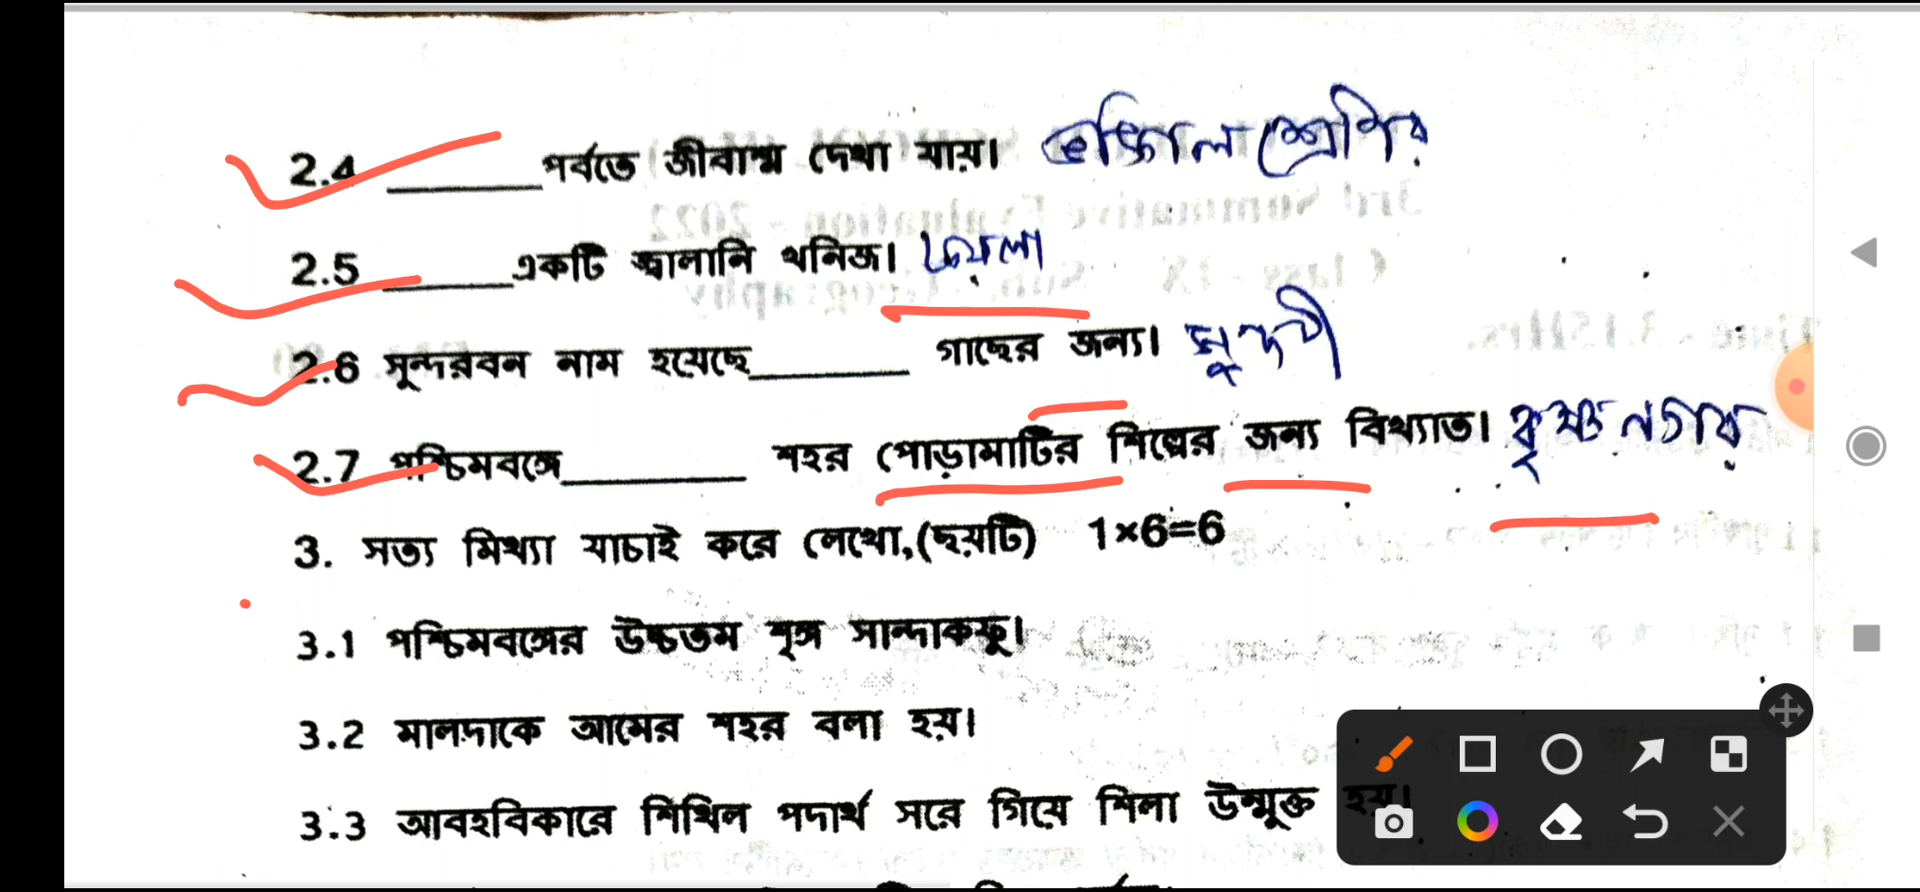 2.4 ______ পর্বতে জীবাশ্ম দেখা যায়। ভঙ্গিল শ্রেণির
2.5 ______একটি জ্বালানি খনিজ। কয়লা
2.6 সুন্দরবন নাম হয়েছে______ গাছের জন্য। সুন্দরী
2.7 পশ্চিমবঙ্গে______ শহর পোড়ামাটির শিল্পের জন্য বিখ্যাত। কৃষ্ণনগর
3. সত্য মিথ্যা যাচাই করে লেখো,(ছয়টি) 1×6=6
3.1 পশ্চিমবঙ্গের উচ্চতম শৃঙ্গ সান্দাকফু।
3.2 মালদাকে আমের শহর বলা হয়।
3.3 আবহবিকারে শিথিল পদার্থ সরে গিয়ে শিলা উন্মুক্ত হয়।